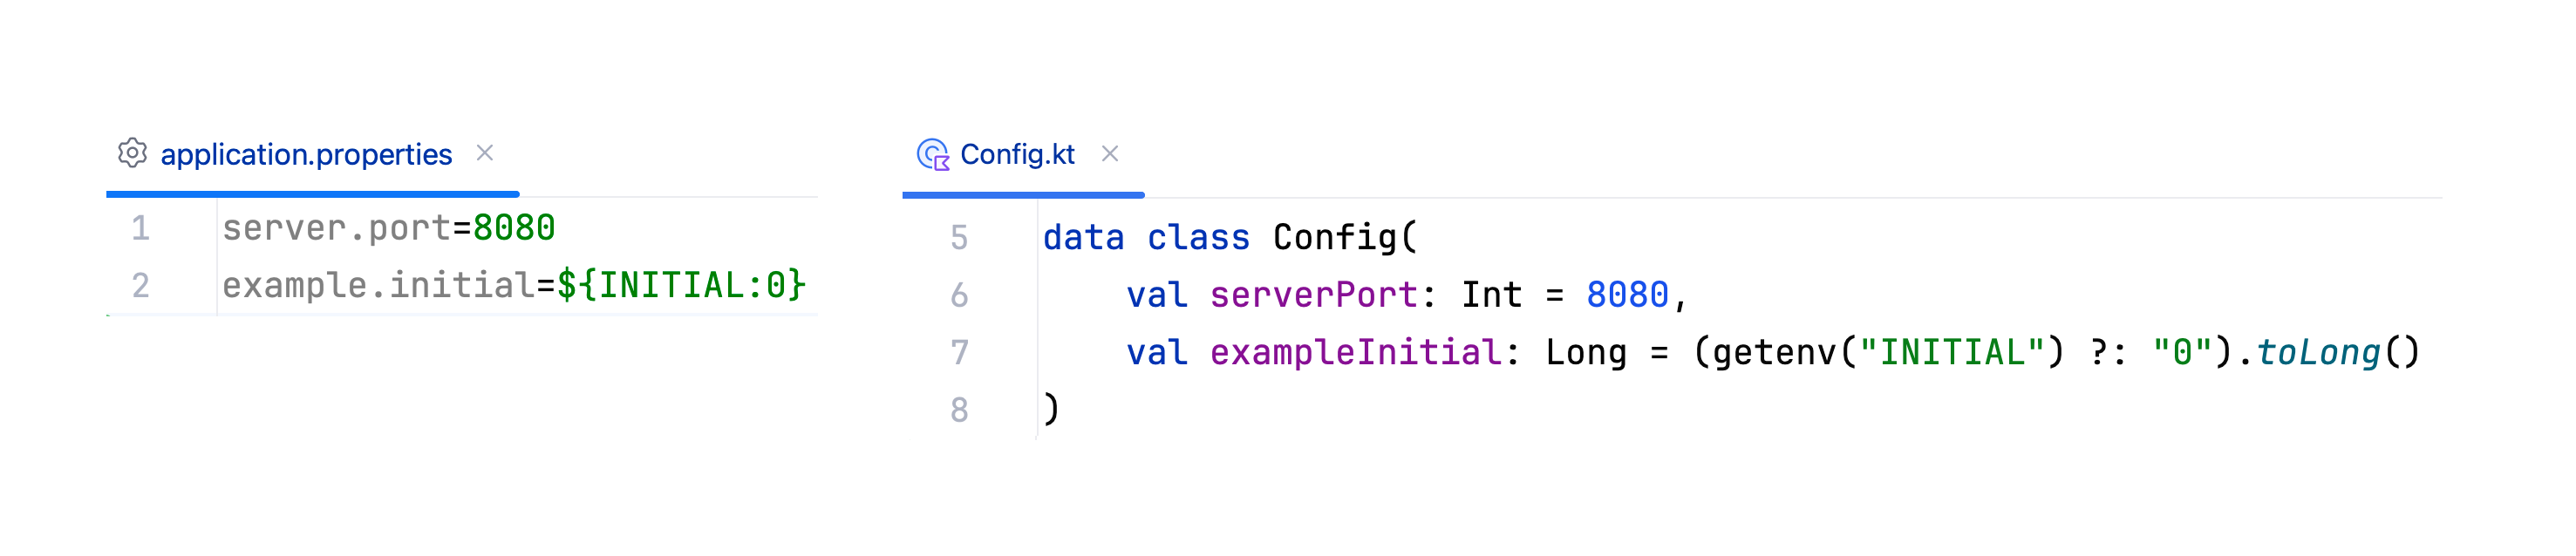 application.properties
1 server.port=8080
2 example.initial=${INITIAL:0}
Config.kt
5 data class Config(
6     val serverPort: Int = 8080,
7     val exampleInitial: Long = (getenv("INITIAL") ?: "0").toLong()
8 )